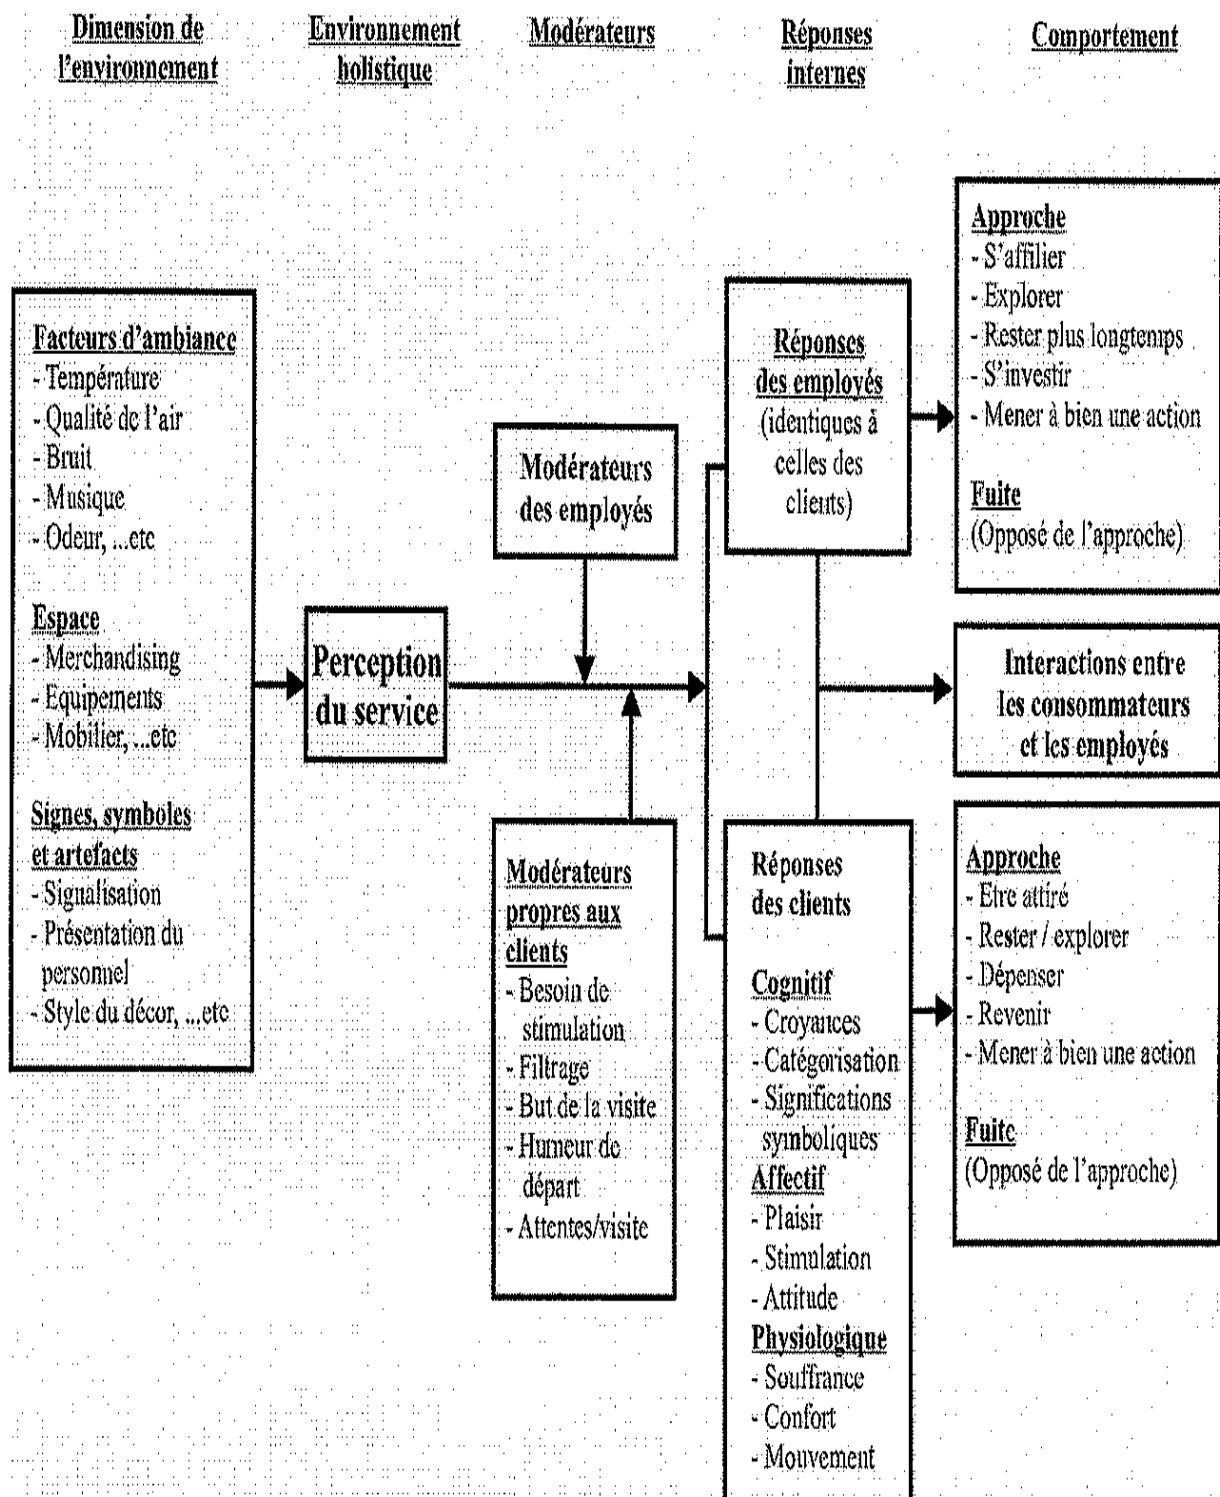 Dimension de
l'environnement
Environnement
holistique
Modérateurs
Réponses
internes
Comportement
Facteurs d'ambiance
- Température
- Qualité de l'air
- Bruit
- Musique
- Odeur, ...etc
Espace
- Merchandising
- Equipements
- Mobilier, ...etc
Signes, symboles
et artefacts
- Signalisation
- Présentation du
personnel
- Style du décor, ...etc
Perception
du service
Modérateurs
des employés
Modérateurs
propres aux
clients
- Besoin de
stimulation
- Filtrage
- But de la visite
- Humeur de
départ
- Attentes/visite
Réponses
des employés
(identiques à
celles des
clients)
Réponses
des clients
Cognitif
- Croyances
- Catégorisation
- Significations
symboliques
Affectif
- Plaisir
- Stimulation
- Attitude
Physiologique
- Souffrance
- Confort
- Mouvement
Approche
- S'affilier
- Explorer
- Rester plus longtemps
- S'investir
- Mener à bien une action
Fuite
(Opposé de l'approche)
Interactions entre
les consommateurs
et les employés
Approche
- Etre attiré
- Rester / explorer
- Dépenser
- Revenir
- Mener à bien une action
Fuite
(Opposé de l'approche)